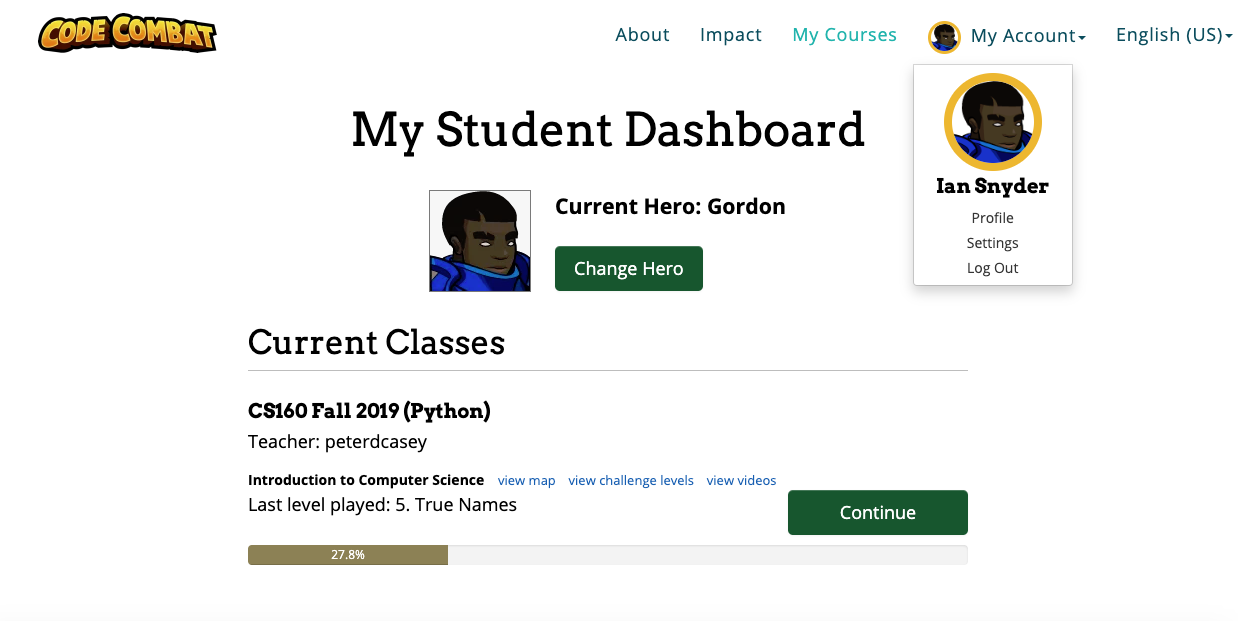 CODE COMBAT
About Impact My Courses My Account English (US)
My Student Dashboard
Ian Snyder
Profile
Settings
Log Out
Current Hero: Gordon
Change Hero
Current Classes
CS160 Fall 2019 (Python)
Teacher: peterdcasey
Introduction to Computer Science view map view challenge levels view videos
Last level played: 5. True Names
Continue
27.8%